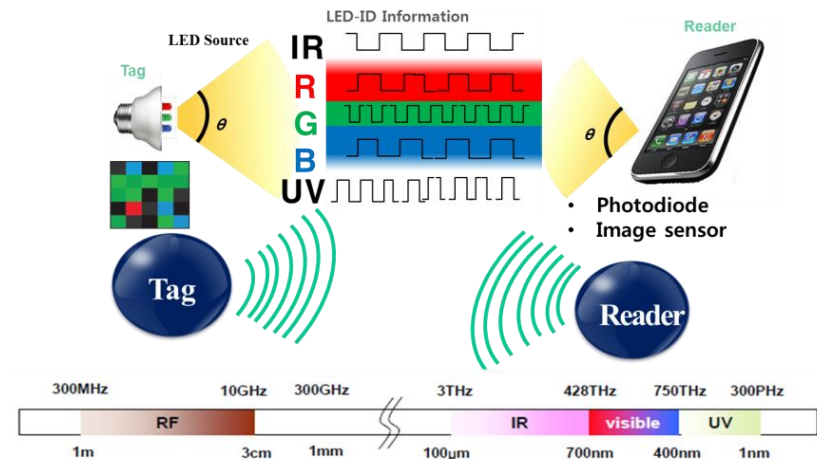 LED-ID Information
Reader
LED Source
Tag
IR
R
G
B
UV
θ
θ
• Photodiode
• Image sensor
Tag
Reader
300MHz 10GHz 300GHz 3THz 428THz 750THz 300PHz
RF IR visible UV
1m 3cm 1mm 100µm 700nm 400nm 1nm